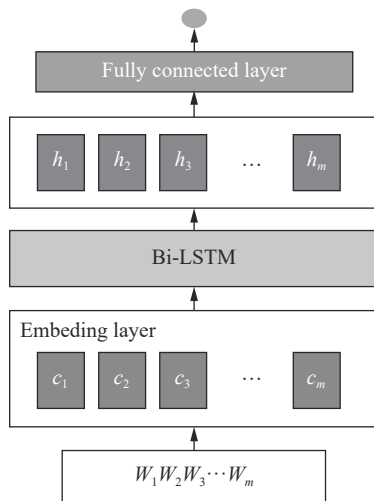 Fully connected layer
h₁ h₂ h₃ … hₘ
Bi-LSTM
Embeding layer
c₁ c₂ c₃ … cₘ
W₁W₂W₃⋯Wₘ